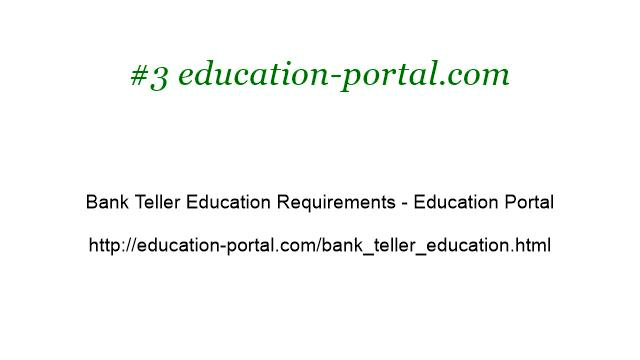 #3 education-portal.com
Bank Teller Education Requirements - Education Portal
http://education-portal.com/bank_teller_education.html